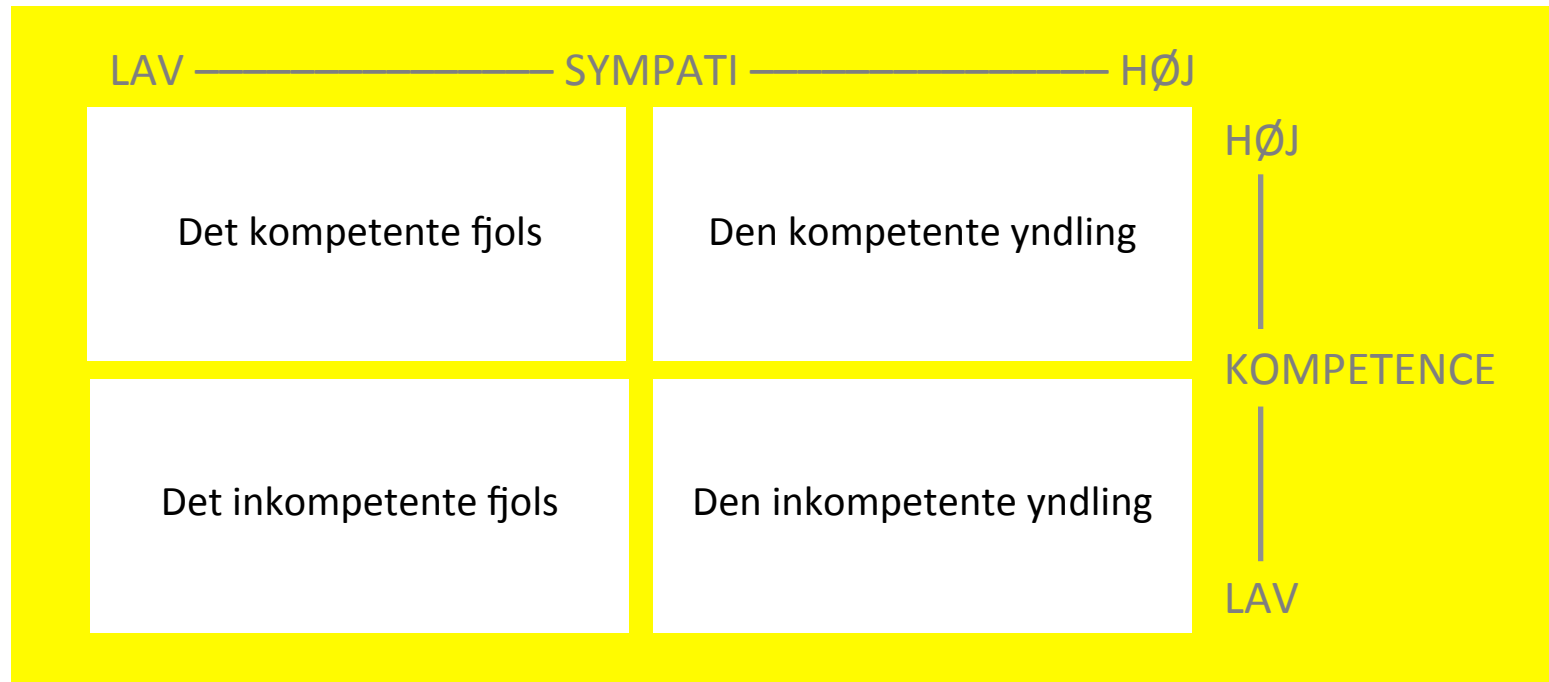 LAV SYMPATI HØJ
HØJ
Det kompetente fjols
Den kompetente yndling
KOMPETENCE
Det inkompetente fjols
Den inkompetente yndling
LAV